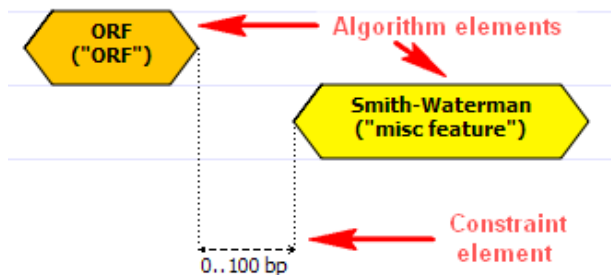 ORF
("ORF")
Algorithm elements
Smith-Waterman
("misc feature")
Constraint
element
0..100 bp